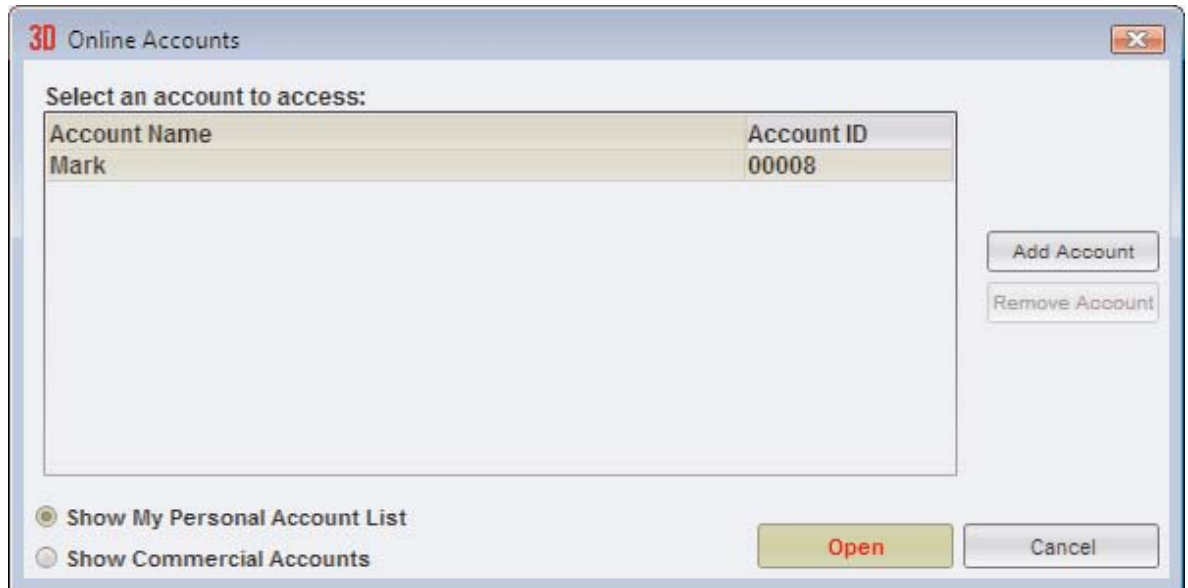 3D Online Accounts
Select an account to access:
Account Name Account ID
Mark 00008
Add Account
Remove Account
Show My Personal Account List
Show Commercial Accounts
Open Cancel